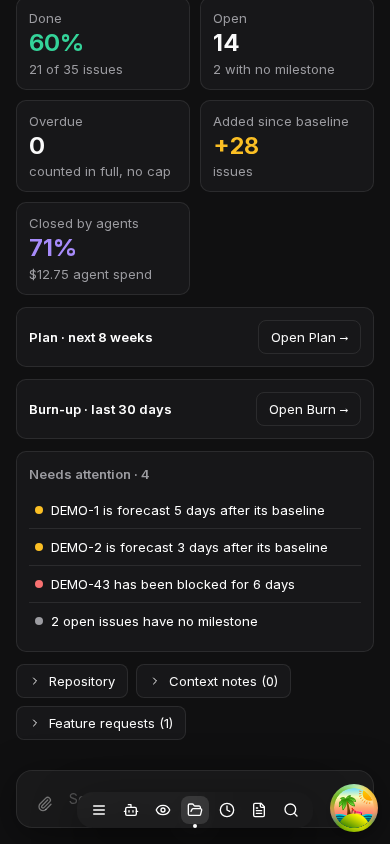 Done
60%
21 of 35 issues
Open
14
2 with no milestone
Overdue
0
counted in full, no cap
Added since baseline
+28
issues
Closed by agents
71%
$12.75 agent spend
Plan · next 8 weeks
Open Plan →
Burn-up · last 30 days
Open Burn →
Needs attention · 4
DEMO-1 is forecast 5 days after its baseline
DEMO-2 is forecast 3 days after its baseline
DEMO-43 has been blocked for 6 days
2 open issues have no milestone
Repository
Context notes (0)
Feature requests (1)